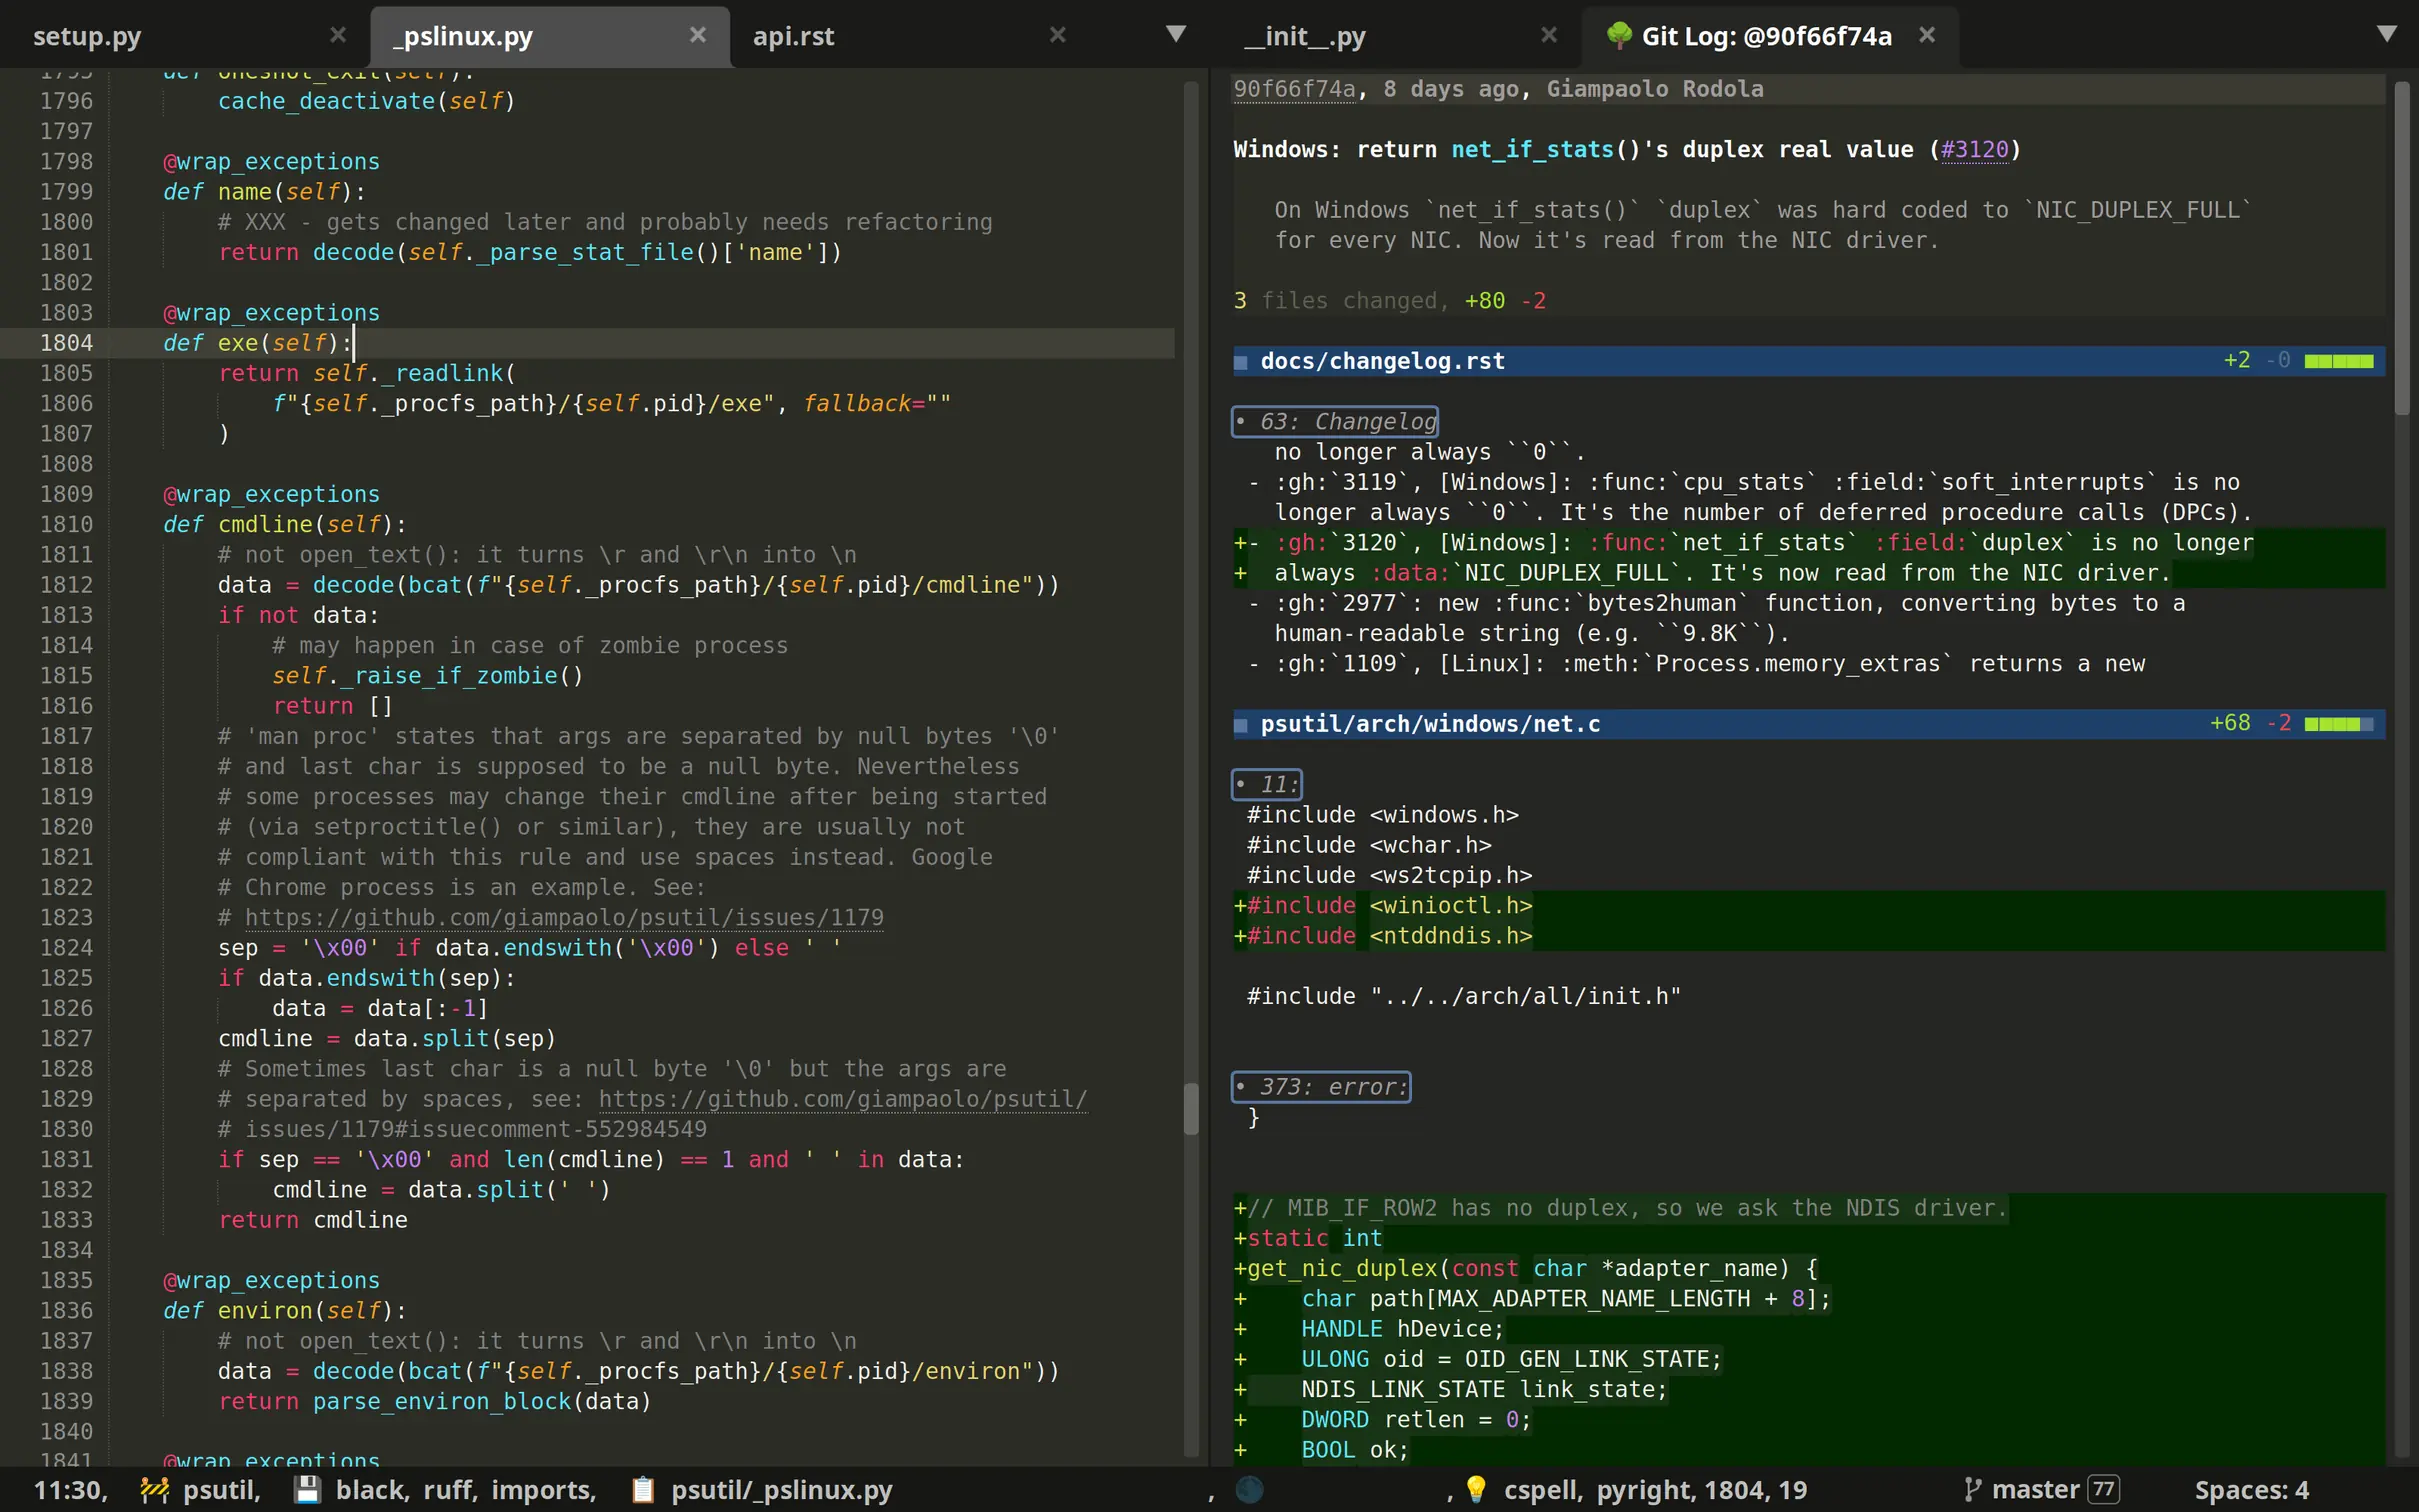 setup.py
_pslinux.py
api.rst
__init__.py
Git Log: @90f66f74a
1795 def oneshot_exit(self):
1796 cache_deactivate(self)
1797
1798 @wrap_exceptions
1799 def name(self):
1800 # XXX - gets changed later and probably needs refactoring
1801 return decode(self._parse_stat_file()['name'])
1802
1803 @wrap_exceptions
1804 def exe(self):
1805 return self._readlink(
1806 f"{self._procfs_path}/{self.pid}/exe", fallback=""
1807 )
1808
1809 @wrap_exceptions
1810 def cmdline(self):
1811 # not open_text(): it turns \r and \r\n into \n
1812 data = decode(bcat(f"{self._procfs_path}/{self.pid}/cmdline"))
1813 if not data:
1814 # may happen in case of zombie process
1815 self._raise_if_zombie()
1816 return []
1817 # 'man proc' states that args are separated by null bytes '\0'
1818 # and last char is supposed to be a null byte. Nevertheless
1819 # some processes may change their cmdline after being started
1820 # (via setproctitle() or similar), they are usually not
1821 # compliant with this rule and use spaces instead. Google
1822 # Chrome process is an example. See:
1823 # https://github.com/giampaolo/psutil/issues/1179
1824 sep = '\x00' if data.endswith('\x00') else ' '
1825 if data.endswith(sep):
1826 data = data[:-1]
1827 cmdline = data.split(sep)
1828 # Sometimes last char is a null byte '\0' but the args are
1829 # separated by spaces, see: https://github.com/giampaolo/psutil/
1830 # issues/1179#issuecomment-552984549
1831 if sep == '\x00' and len(cmdline) == 1 and ' ' in data:
1832 cmdline = data.split(' ')
1833 return cmdline
1834
1835 @wrap_exceptions
1836 def environ(self):
1837 # not open_text(): it turns \r and \r\n into \n
1838 data = decode(bcat(f"{self._procfs_path}/{self.pid}/environ"))
1839 return parse_environ_block(data)
1840
1841 @wrap_exceptions
90f66f74a, 8 days ago, Giampaolo Rodola
Windows: return net_if_stats()'s duplex real value (#3120)
On Windows `net_if_stats()` `duplex` was hard coded to `NIC_DUPLEX_FULL`
for every NIC. Now it's read from the NIC driver.
3 files changed, +80 -2
docs/changelog.rst +2 -0
• 63: Changelog
no longer always ``0``.
- :gh:`3119`, [Windows]: :func:`cpu_stats` :field:`soft_interrupts` is no
longer always ``0``. It's the number of deferred procedure calls (DPCs).
+- :gh:`3120`, [Windows]: :func:`net_if_stats` :field:`duplex` is no longer
+ always :data:`NIC_DUPLEX_FULL`. It's now read from the NIC driver.
- :gh:`2977`: new :func:`bytes2human` function, converting bytes to a
human-readable string (e.g. ``9.8K``).
- :gh:`1109`, [Linux]: :meth:`Process.memory_extras` returns a new
psutil/arch/windows/net.c +68 -2
• 11:
#include <windows.h>
#include <wchar.h>
#include <ws2tcpip.h>
+#include <winioctl.h>
+#include <ntddndis.h>
#include "../../arch/all/init.h"
• 373: error:
}
+// MIB_IF_ROW2 has no duplex, so we ask the NDIS driver.
+static int
+get_nic_duplex(const char *adapter_name) {
+ char path[MAX_ADAPTER_NAME_LENGTH + 8];
+ HANDLE hDevice;
+ ULONG oid = OID_GEN_LINK_STATE;
+ NDIS_LINK_STATE link_state;
+ DWORD retlen = 0;
+ BOOL ok;
11:30, psutil, black, ruff, imports, psutil/_pslinux.py , , cspell, pyright, 1804, 19 master 77 Spaces: 4